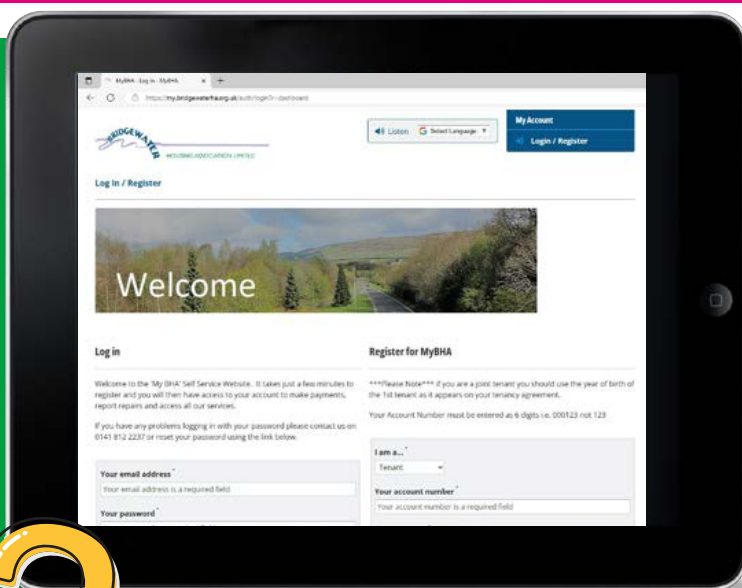 MyBHA - Log in - MyBHA
https://my.bridgewaterha.org.uk/auth/login?r=dashboard
BRIDGEWATER
HOUSING ASSOCIATION LIMITED
Listen
Select Language
My Account
Login / Register
Log In / Register
Welcome
Log in
Welcome to the 'My BHA' Self Service Website. It takes just a few minutes to
register and you will then have access to your account to make payments,
report repairs and access all our services.
If you have any problems logging in with your password please contact us on
0141 812 2237 or reset your password using the link below.
Your email address *
Your email address is a required field
Your password *
Register for MyBHA
***Please Note*** if you are a joint tenant you should use the year of birth of
the 1st tenant as it appears on your tenancy agreement.
Your Account Number must be entered as 6 digits i.e. 000123 not 123
I am a... *
Tenant
Your account number *
Your account number is a required field